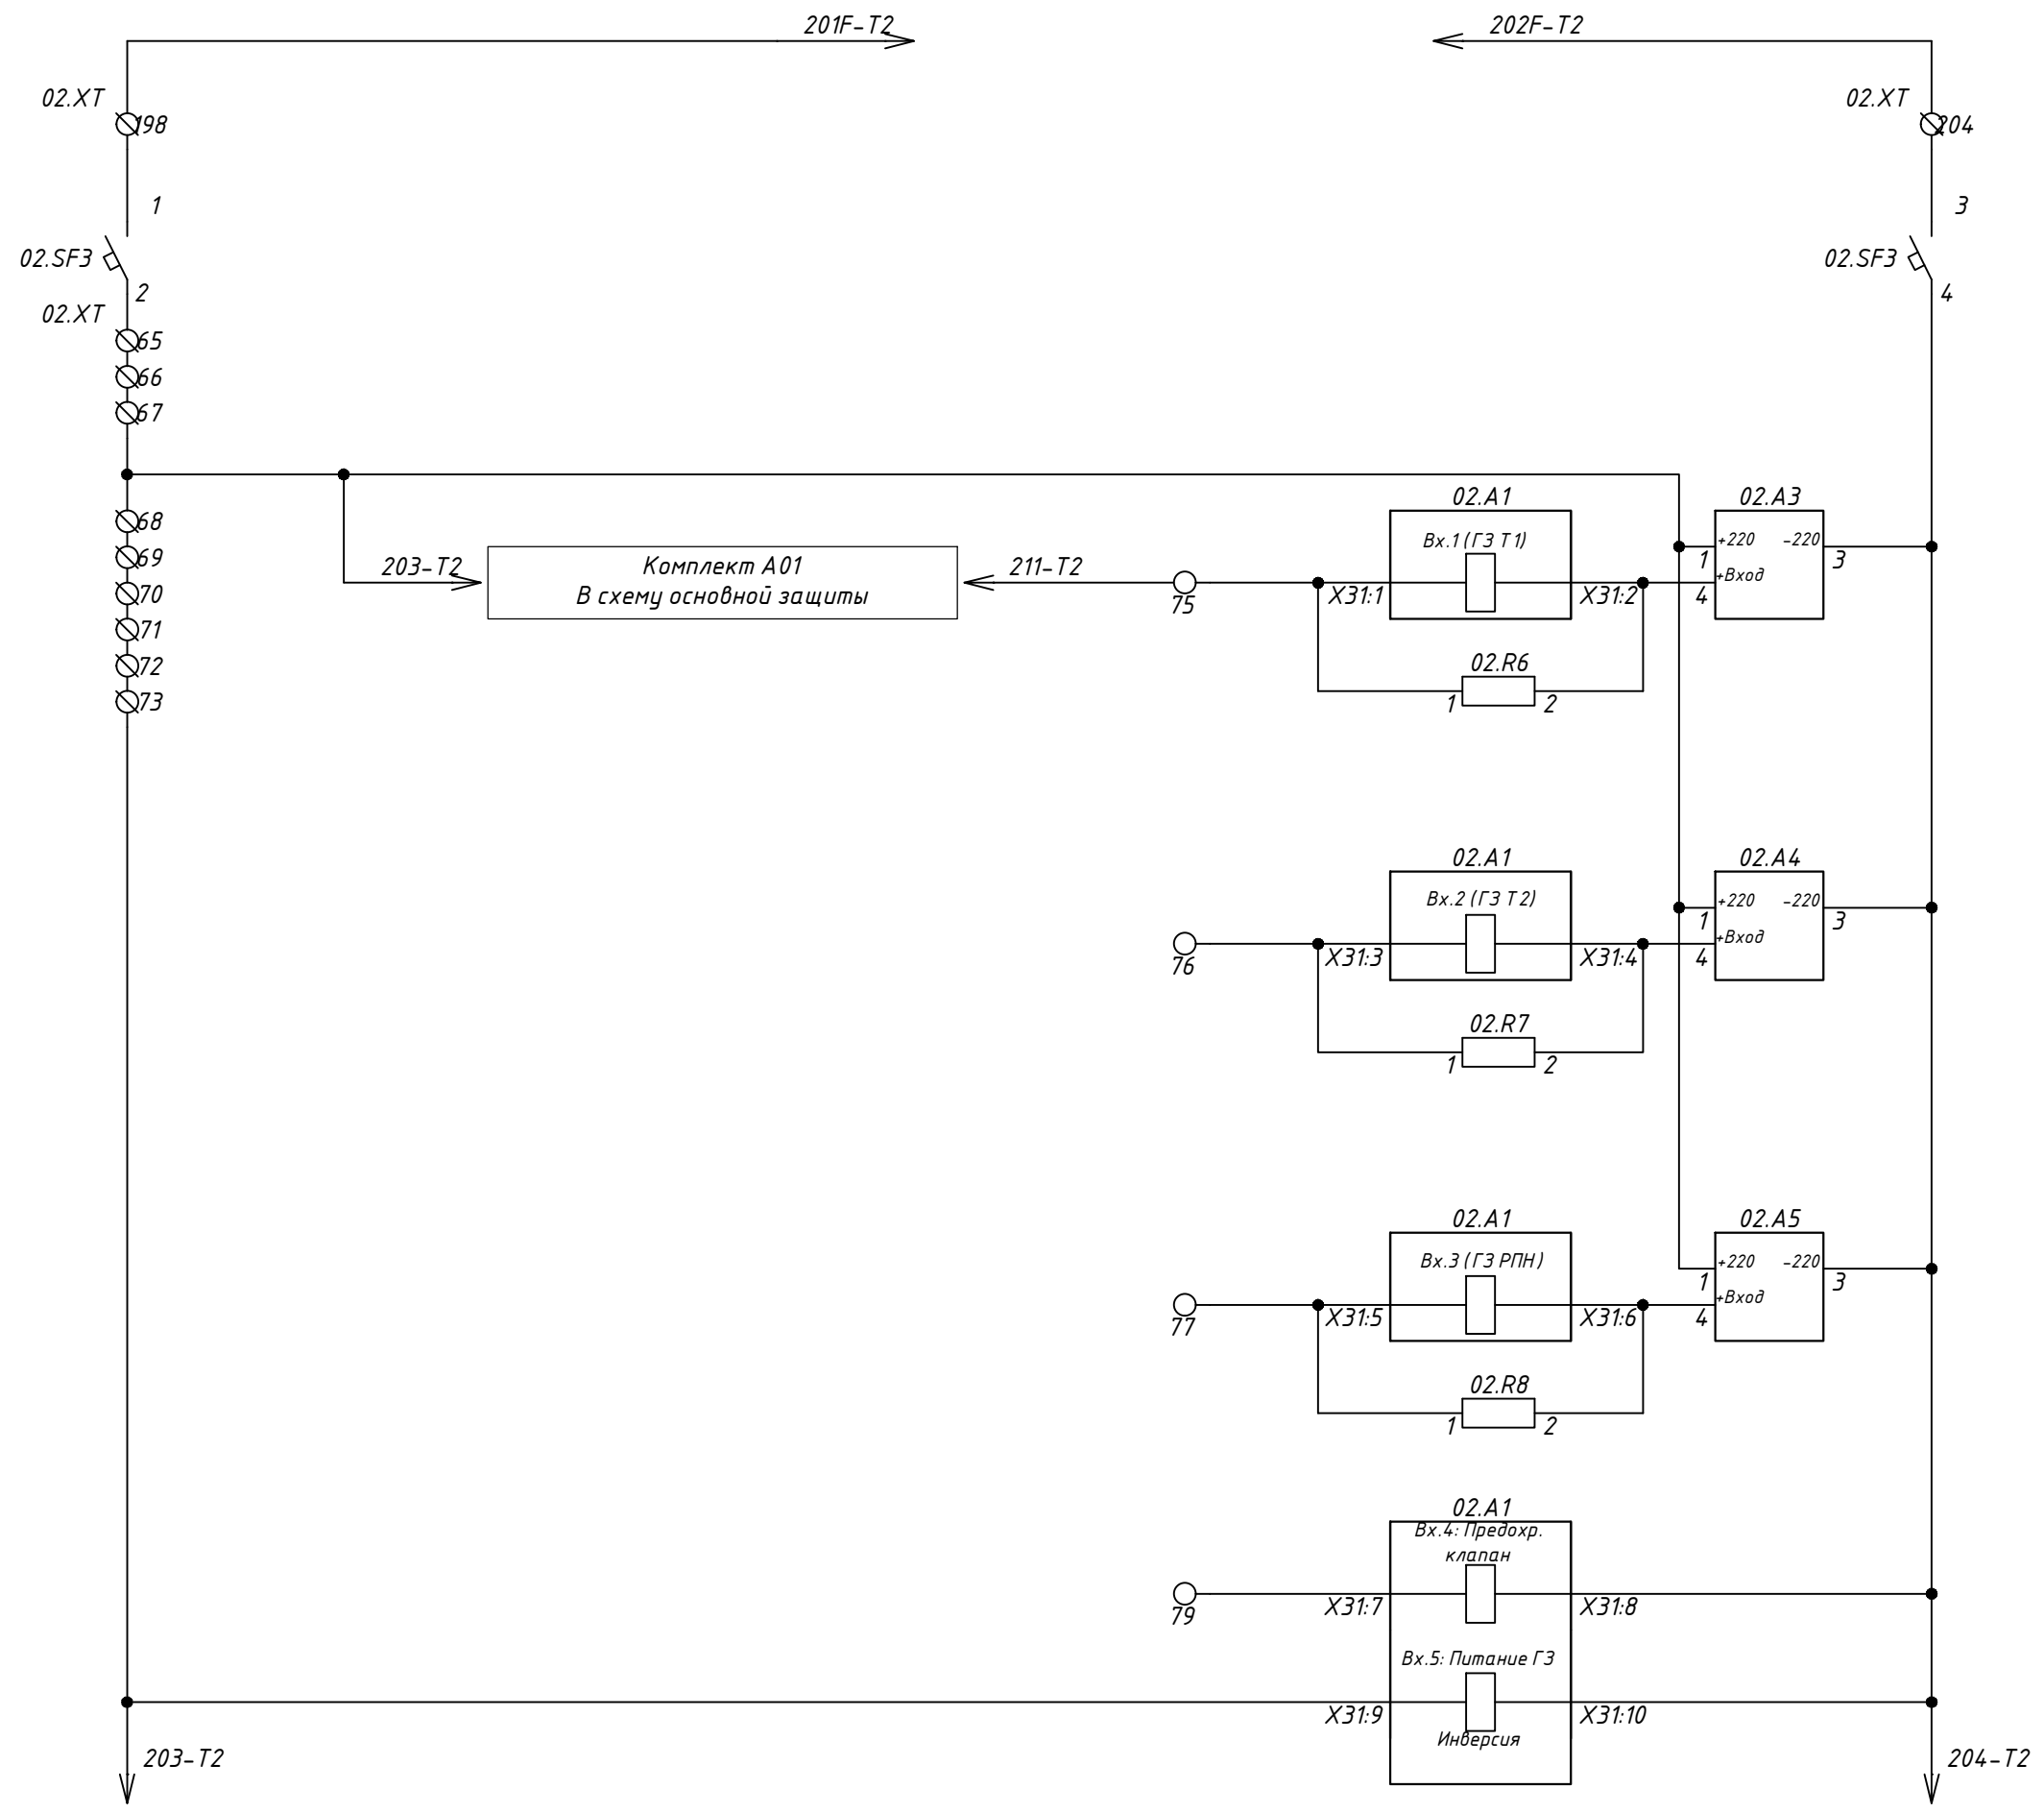 201F-T2
202F-T2
02.XT
198
02.XT
204
1
3
02.SF3
02.SF3
2
4
02.XT
65
66
67
68
69
70
71
72
73
203-T2
Комплект А01
В схему основной защиты
211-T2
75
02.A1
Вх.1 (ГЗ Т1)
X31:1
X31:2
02.R6
1
2
02.A3
+220
-220
1
3
+Вход
4
76
02.A1
Вх.2 (ГЗ Т2)
X31:3
X31:4
02.R7
1
2
02.A4
+220
-220
1
3
+Вход
4
77
02.A1
Вх.3 (ГЗ РПН)
X31:5
X31:6
02.R8
1
2
02.A5
+220
-220
1
3
+Вход
4
02.A1
Вх.4: Предохр.
клапан
79
X31:7
X31:8
Вх.5: Питание ГЗ
X31:9
X31:10
Инверсия
203-T2
204-T2